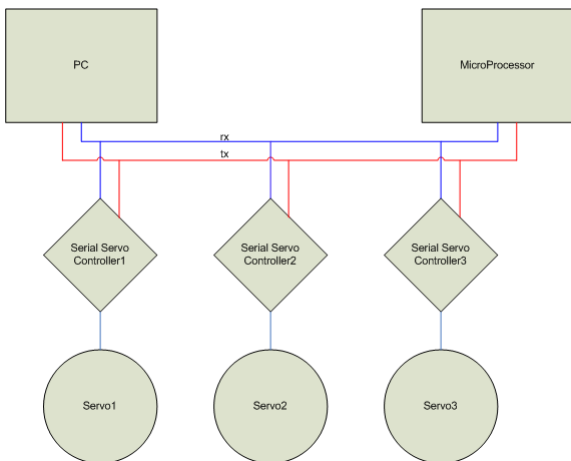 PC
MicroProcessor
rx
tx
Serial Servo
Controller1
Serial Servo
Controller2
Serial Servo
Controller3
Servo1
Servo2
Servo3